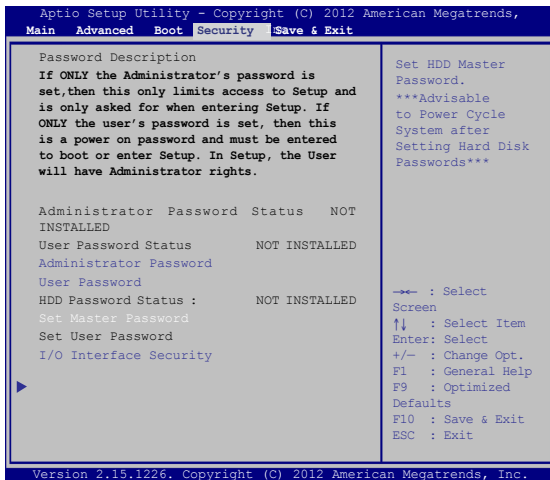 Aptio Setup Utility - Copyright (C) 2012 American Megatrends,
Main Advanced Boot Security Save & Exit
Password Description
If ONLY the Administrator's password is
set,then this only limits access to Setup and
is only asked for when entering Setup. If
ONLY the user's password is set, then this
is a power on password and must be entered
to boot or enter Setup. In Setup, the User
will have Administrator rights.
Administrator Password Status NOT
INSTALLED
User Password Status NOT INSTALLED
Administrator Password
User Password
HDD Password Status : NOT INSTALLED
Set Master Password
Set User Password
I/O Interface Security
Set HDD Master
Password.
***Advisable
to Power Cycle
System after
Setting Hard Disk
Passwords***
→← : Select
Screen
↑↓ : Select Item
Enter: Select
+/— : Change Opt.
F1 : General Help
F9 : Optimized
Defaults
F10 : Save & Exit
ESC : Exit
Version 2.15.1226. Copyright (C) 2012 American Megatrends, Inc.